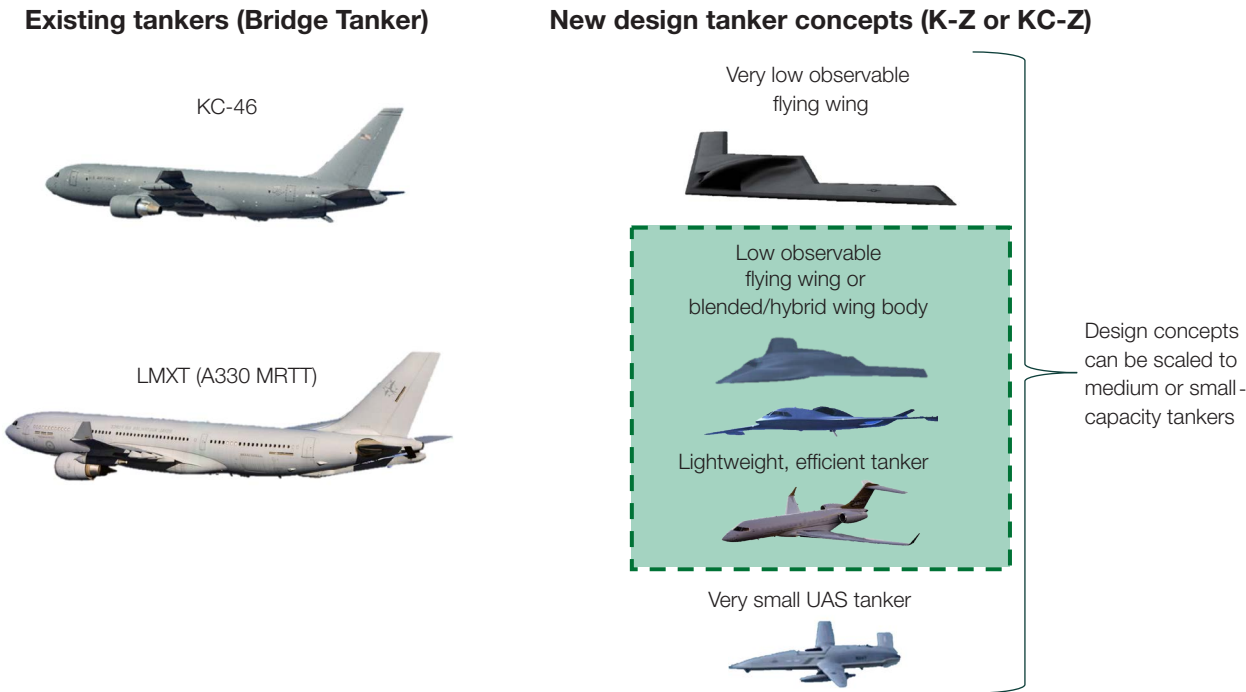 Existing tankers (Bridge Tanker)
New design tanker concepts (K-Z or KC-Z)
KC-46
LMXT (A330 MRTT)
Very low observable
flying wing
Low observable
flying wing or
blended/hybrid wing body
Lightweight, efficient tanker
Very small UAS tanker
Design concepts
can be scaled to
medium or small-
capacity tankers